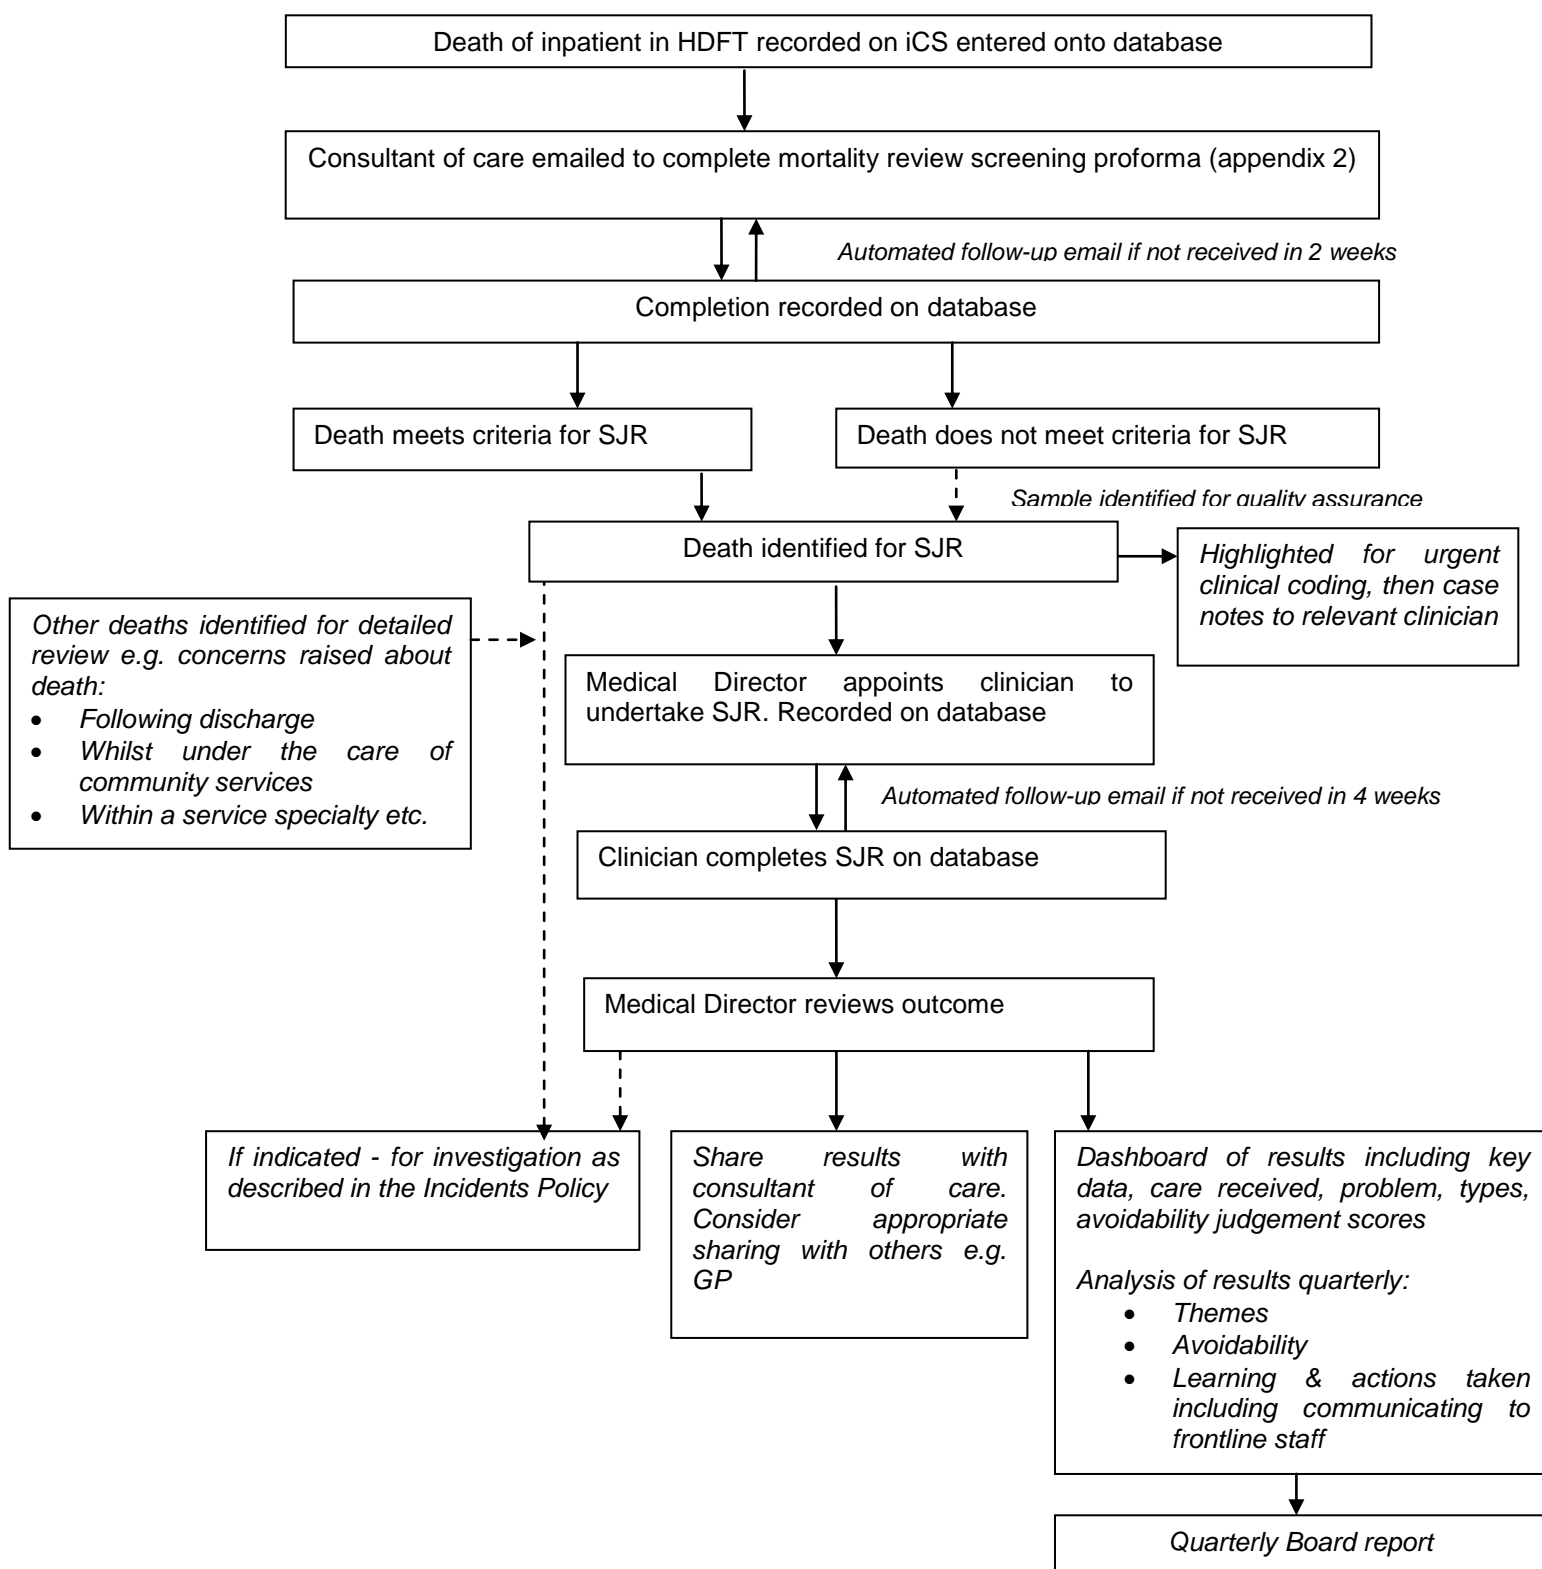 Death of inpatient in HDFT recorded on iCS entered onto database
Consultant of care emailed to complete mortality review screening proforma (appendix 2)
Automated follow-up email if not received in 2 weeks
Completion recorded on database
Death meets criteria for SJR
Death does not meet criteria for SJR
Sample identified for quality assurance
Death identified for SJR
Highlighted for urgent
clinical coding, then case
notes to relevant clinician
Other deaths identified for detailed
review e.g. concerns raised about
death:
• Following discharge
• Whilst under the care of
community services
• Within a service specialty etc.
Medical Director appoints clinician to
undertake SJR. Recorded on database
Automated follow-up email if not received in 4 weeks
Clinician completes SJR on database
Medical Director reviews outcome
If indicated - for investigation as
described in the Incidents Policy
Share results with
consultant of care.
Consider appropriate
sharing with others e.g.
GP
Dashboard of results including key
data, care received, problem, types,
avoidability judgement scores
Analysis of results quarterly:
• Themes
• Avoidability
• Learning & actions taken
including communicating to
frontline staff
Quarterly Board report